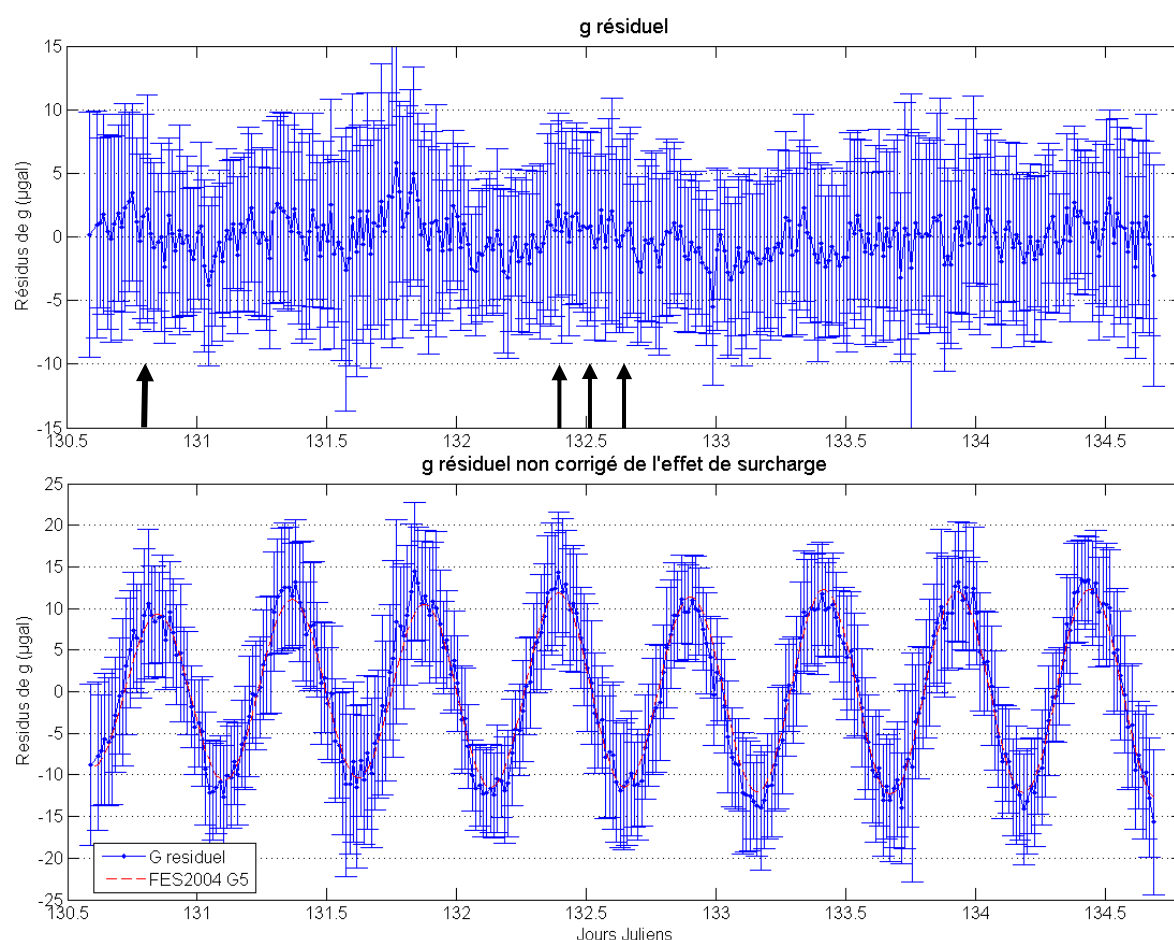 g résiduel
Résidus de g (µgal)
15
10
5
0
-5
-10
-15
130.5 131 131.5 132 132.5 133 133.5 134 134.5
g résiduel non corrigé de l'effet de surcharge
Residus de g (µgal)
25
20
15
10
5
0
-5
-10
-15
-20
-25
G residuel
FES2004 G5
130.5 131 131.5 132 132.5 133 133.5 134 134.5
Jours Juliens